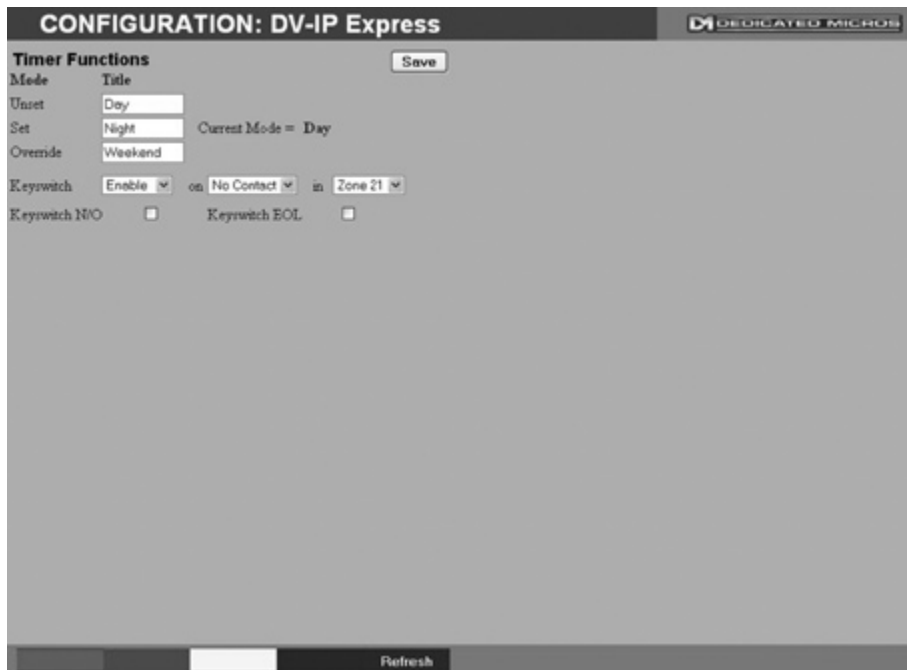 CONFIGURATION: DV-IP Express
DEDICATED MICROS
Timer Functions Save
Mode Title
Unset Day
Set Night Current Mode = Day
Override Weekend
Keyswitch Enable on No Contact in Zone 21
Keyswitch N/O Keyswitch EOL
Refresh